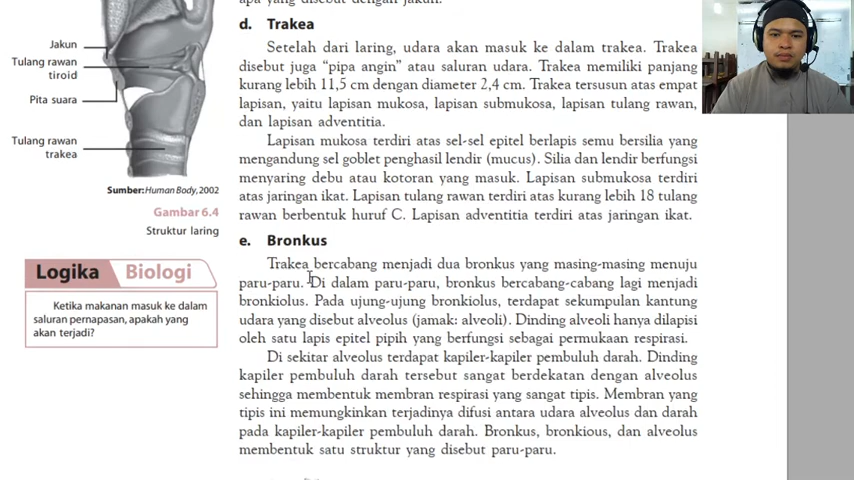 apa yang disebut dengan jakun.
d. Trakea
Setelah dari laring, udara akan masuk ke dalam trakea. Trakea
disebut juga “pipa angin” atau saluran udara. Trakea memiliki panjang
kurang lebih 11,5 cm dengan diameter 2,4 cm. Trakea tersusun atas empat
lapisan, yaitu lapisan mukosa, lapisan submukosa, lapisan tulang rawan,
dan lapisan adventitia.
Lapisan mukosa terdiri atas sel-sel epitel berlapis semu bersilia yang
mengandung sel goblet penghasil lendir (mucus). Silia dan lendir berfungsi
menyaring debu atau kotoran yang masuk. Lapisan submukosa terdiri
atas jaringan ikat. Lapisan tulang rawan terdiri atas kurang lebih 18 tulang
rawan berbentuk huruf C. Lapisan adventitia terdiri atas jaringan ikat.
e. Bronkus
Trakea bercabang menjadi dua bronkus yang masing-masing menuju
paru-paru. Di dalam paru-paru, bronkus bercabang-cabang lagi menjadi
bronkiolus. Pada ujung-ujung bronkiolus, terdapat sekumpulan kantung
udara yang disebut alveolus (jamak: alveoli). Dinding alveoli hanya dilapisi
oleh satu lapis epitel pipih yang berfungsi sebagai permukaan respirasi.
Di sekitar alveolus terdapat kapiler-kapiler pembuluh darah. Dinding
kapiler pembuluh darah tersebut sangat berdekatan dengan alveolus
sehingga membentuk membran respirasi yang sangat tipis. Membran yang
tipis ini memungkinkan terjadinya difusi antara udara alveolus dan darah
pada kapiler-kapiler pembuluh darah. Bronkus, bronkious, dan alveolus
membentuk satu struktur yang disebut paru-paru.
Jakun
Tulang rawan
tiroid
Pita suara
Tulang rawan
trakea
Sumber: Human Body, 2002
Gambar 6.4
Struktur laring
Logika Biologi
Ketika makanan masuk ke dalam
saluran pernapasan, apakah yang
akan terjadi?